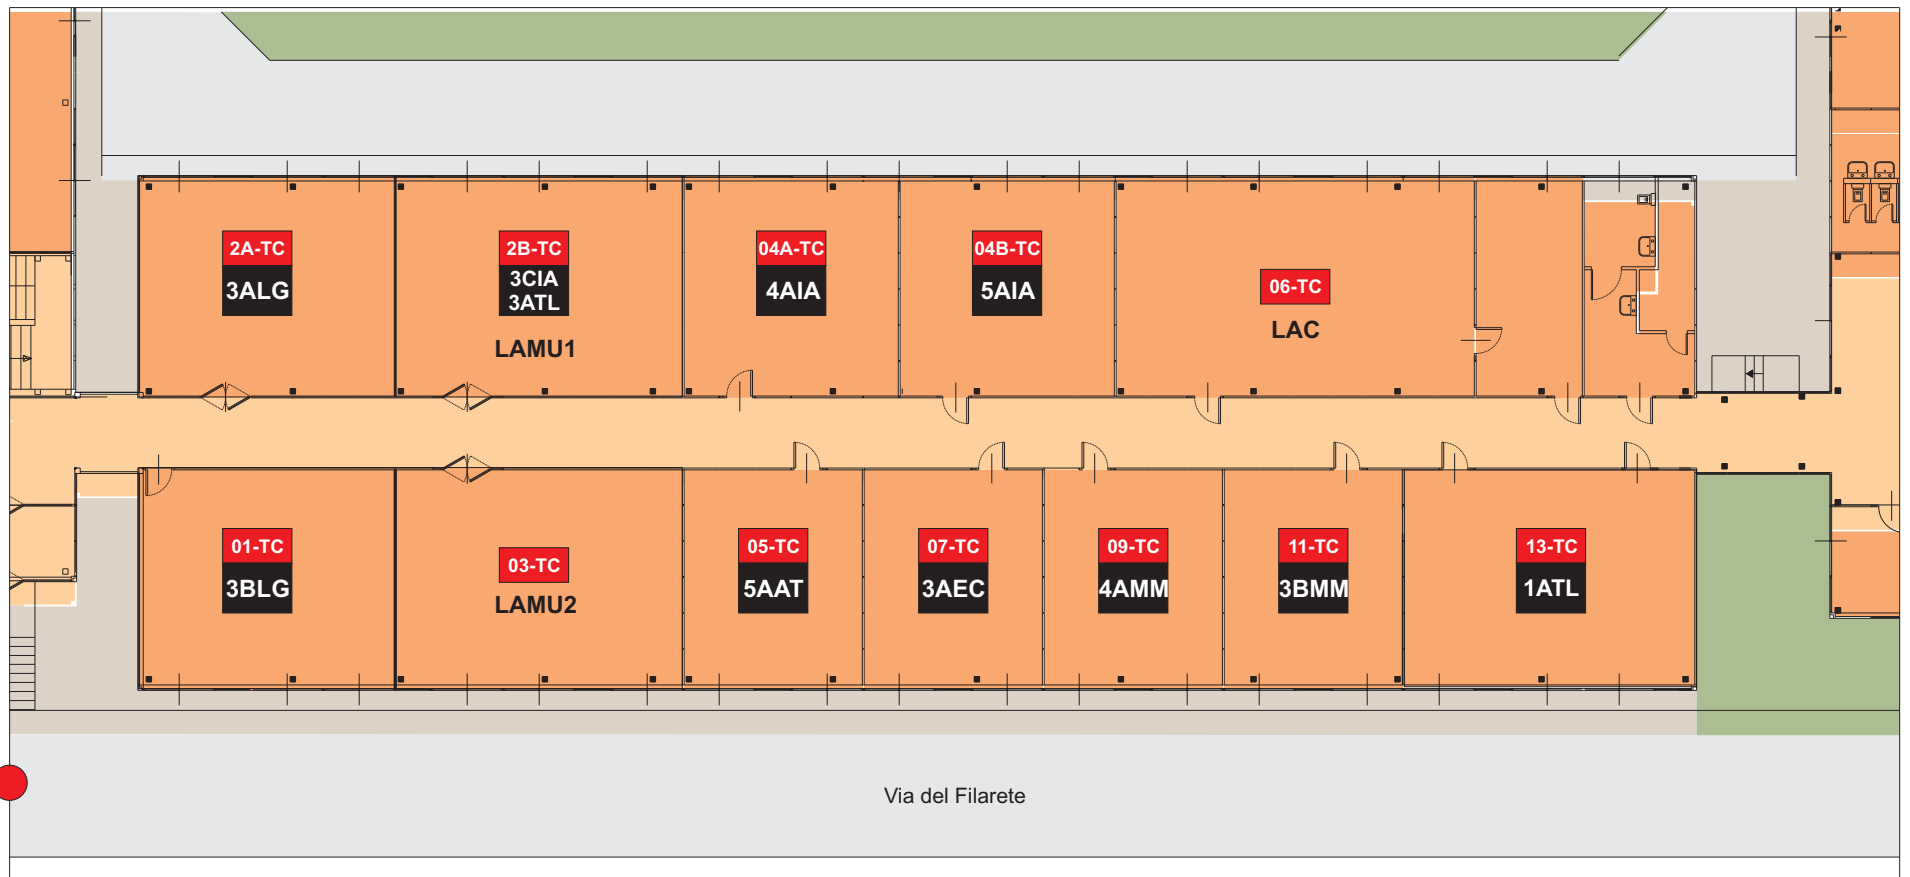 2A-TC
3ALG
2B-TC
3CIA
3ATL
LAMU1
04A-TC
4AIA
04B-TC
5AIA
06-TC
LAC
01-TC
3BLG
03-TC
LAMU2
05-TC
5AAT
07-TC
3AEC
09-TC
4AMM
11-TC
3BMM
13-TC
1ATL
Via del Filarete